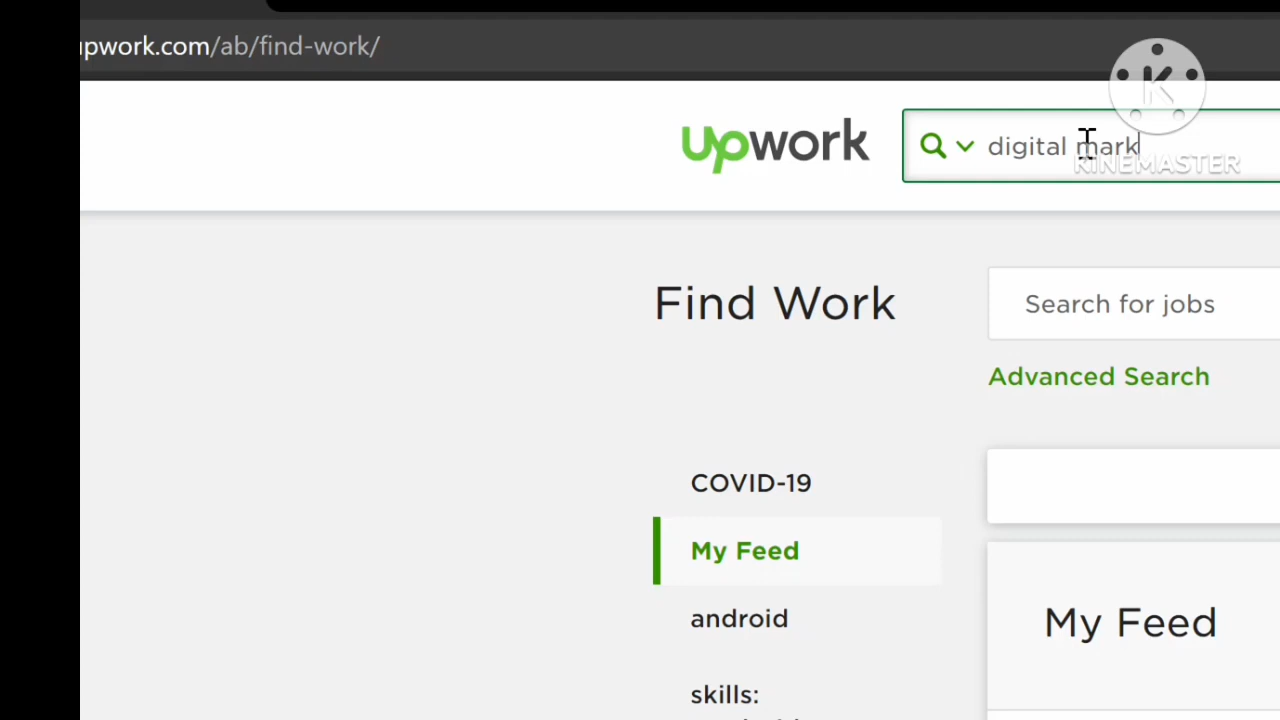 upwork.com/ab/find-work/
upwork
digital mark
KINEMASTER
Find Work
Search for jobs
Advanced Search
COVID-19
My Feed
android
My Feed
skills: